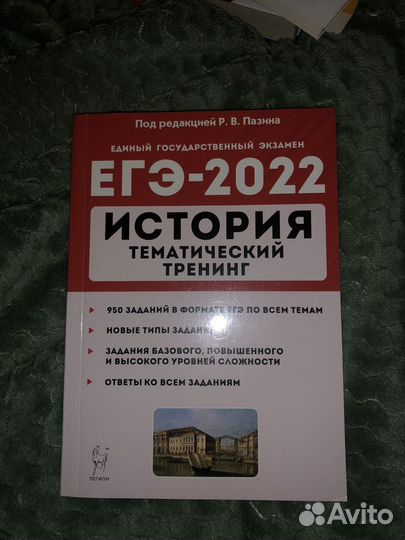 Под редакцией Р. В. Пазина
ЕДИНЫЙ ГОСУДАРСТВЕННЫЙ ЭКЗАМЕН
ЕГЭ-2022
ИСТОРИЯ
ТЕМАТИЧЕСКИЙ
ТРЕНИНГ
950 ЗАДАНИЙ В ФОРМАТЕ ЕГЭ ПО ВСЕМ ТЕМАМ
НОВЫЕ ТИПЫ ЗАДАНИЙ
ЗАДАНИЯ БАЗОВОГО, ПОВЫШЕННОГО
И ВЫСОКОГО УРОВНЕЙ СЛОЖНОСТИ
ОТВЕТЫ КО ВСЕМ ЗАДАНИЯМ
ЛЕГИОН
Avito